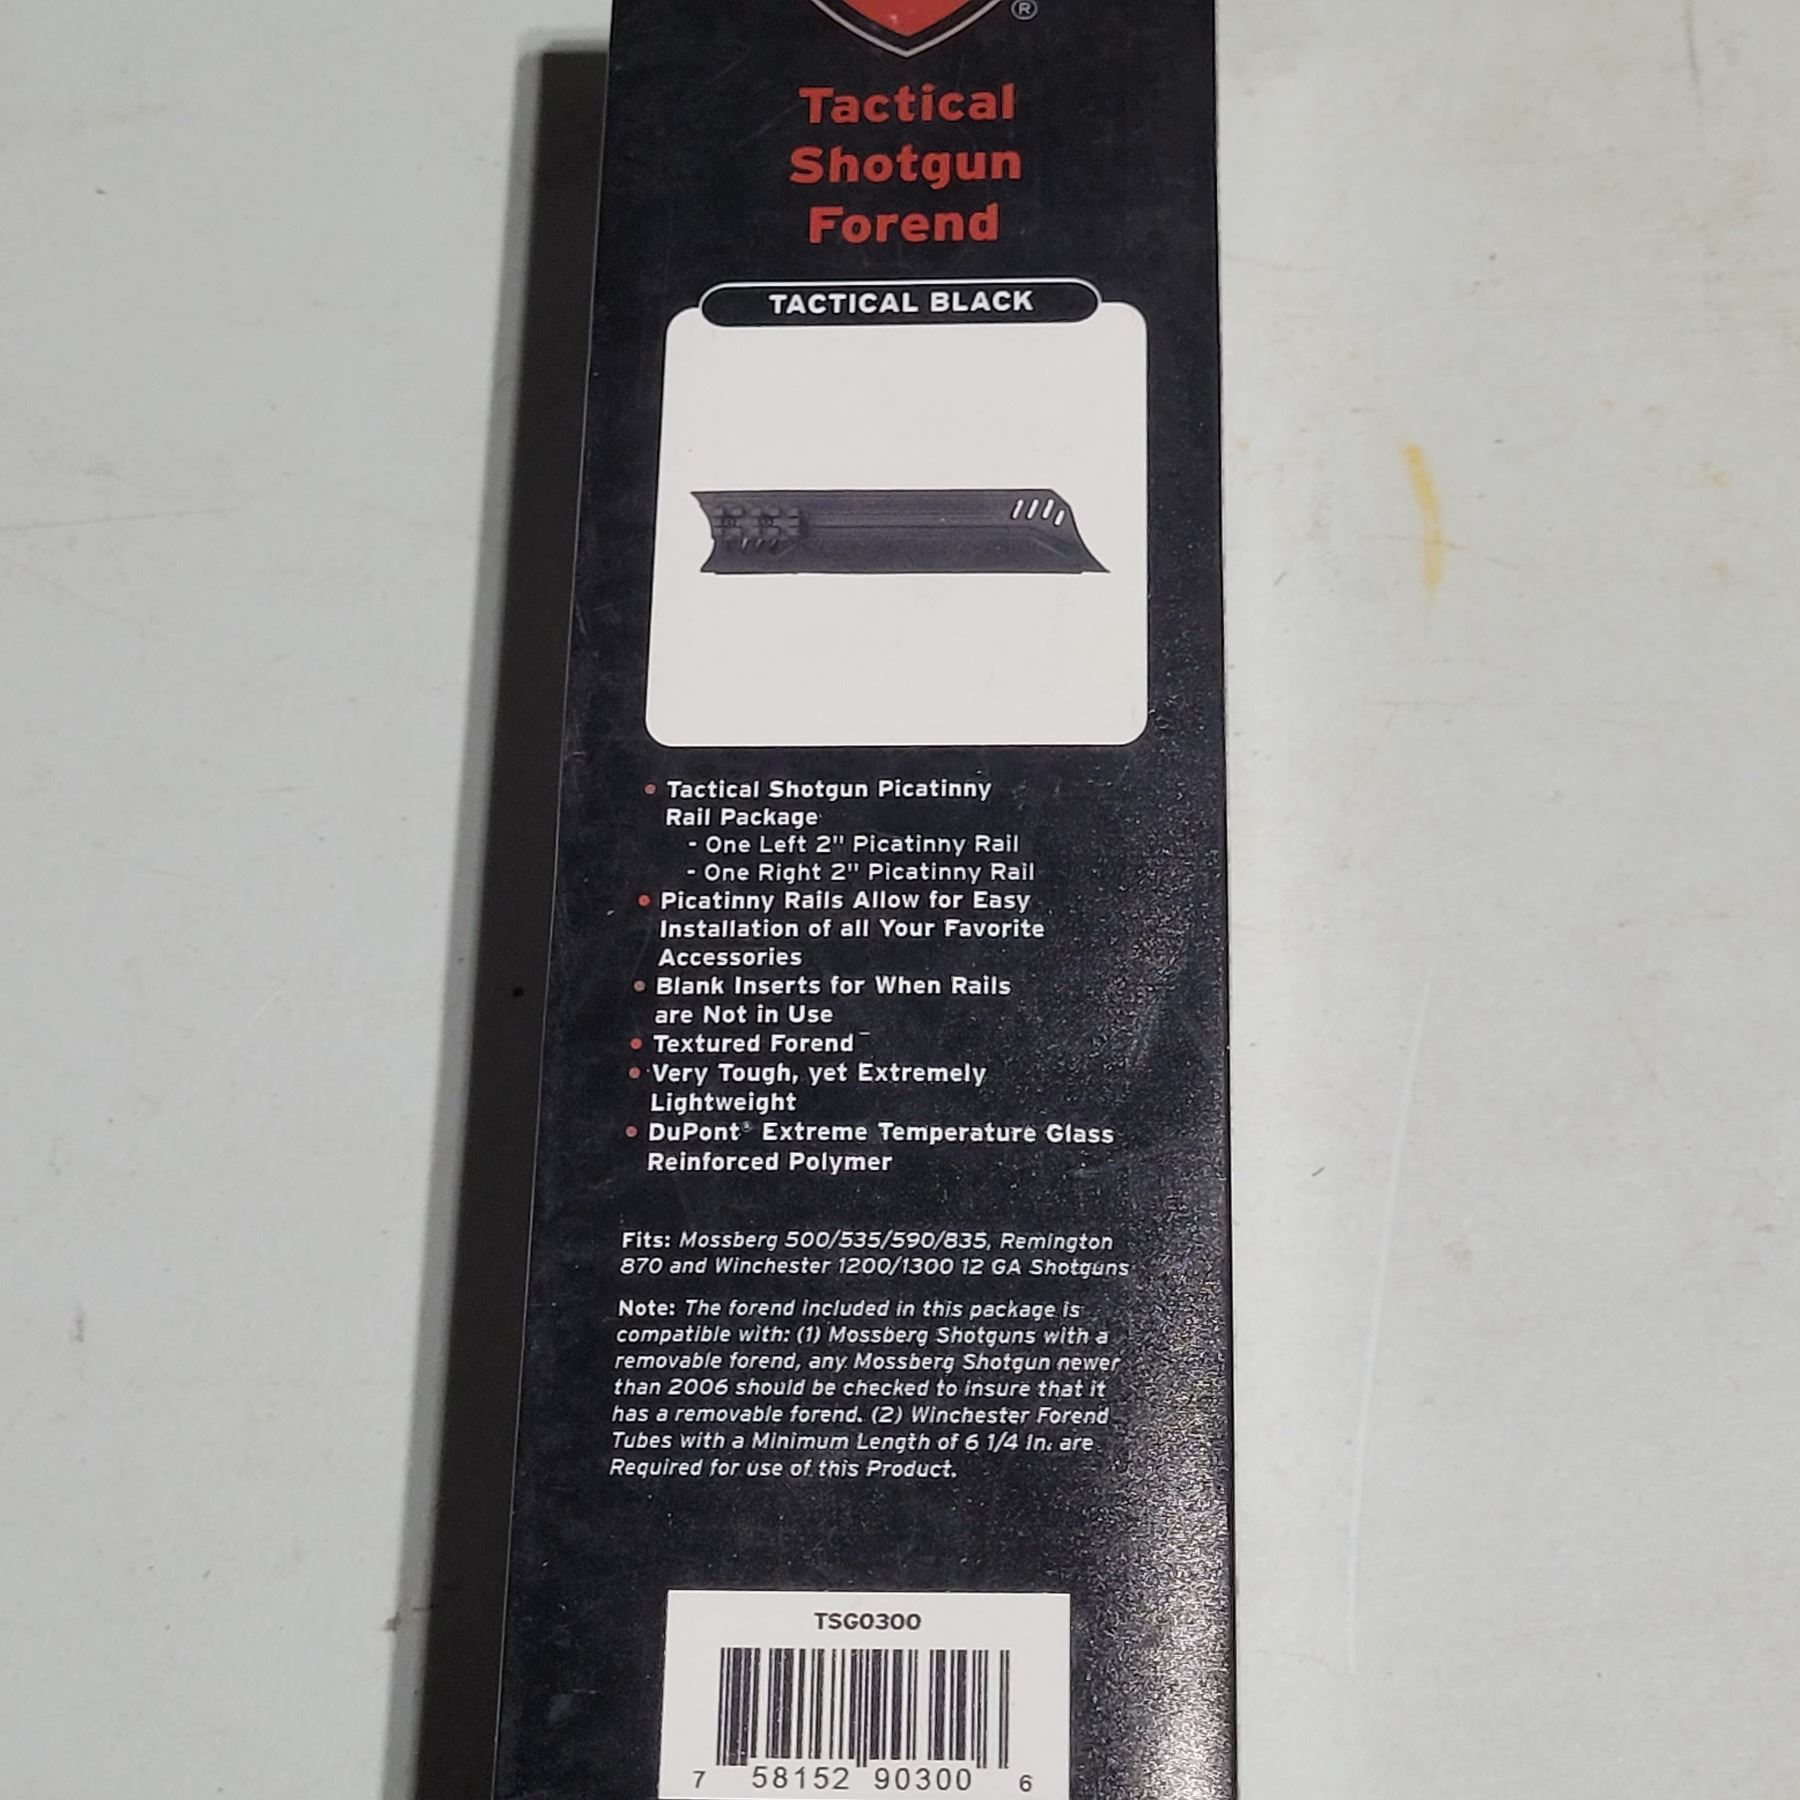 ®
Tactical
Shotgun
Forend
TACTICAL BLACK
• Tactical Shotgun Picatinny
Rail Package
- One Left 2" Picatinny Rail
- One Right 2" Picatinny Rail
• Picatinny Rails Allow for Easy
Installation of all Your Favorite
Accessories
• Blank Inserts for When Rails
are Not in Use
• Textured Forend
• Very Tough, yet Extremely
Lightweight
• DuPont® Extreme Temperature Glass
Reinforced Polymer
Fits: Mossberg 500/535/590/835, Remington
870 and Winchester 1200/1300 12 GA Shotguns
Note: The forend included in this package is
compatible with: (1) Mossberg Shotguns with a
removable forend, any Mossberg Shotgun newer
than 2006 should be checked to insure that it
has a removable forend. (2) Winchester Forend
Tubes with a Minimum Length of 6 1/4 In. are
Required for use of this Product.
TSG0300
7 58152 90300 6